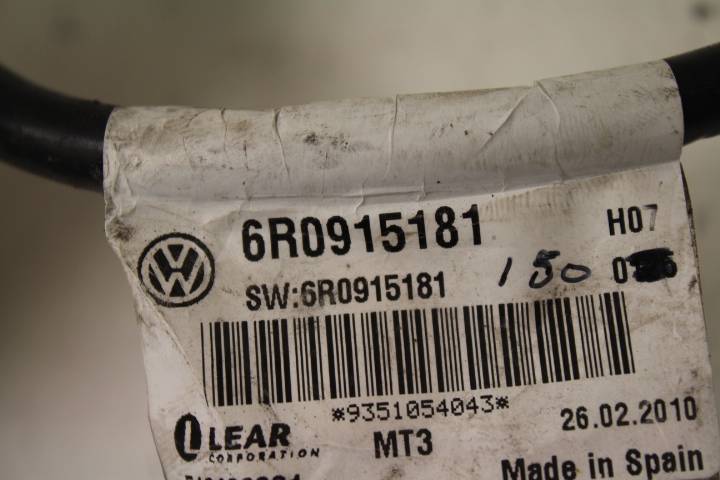 6R0915181 H07
SW:6R0915181 150
*9351054043*
26.02.2010
LEAR
CORPORATION
MT3
Made in Spain